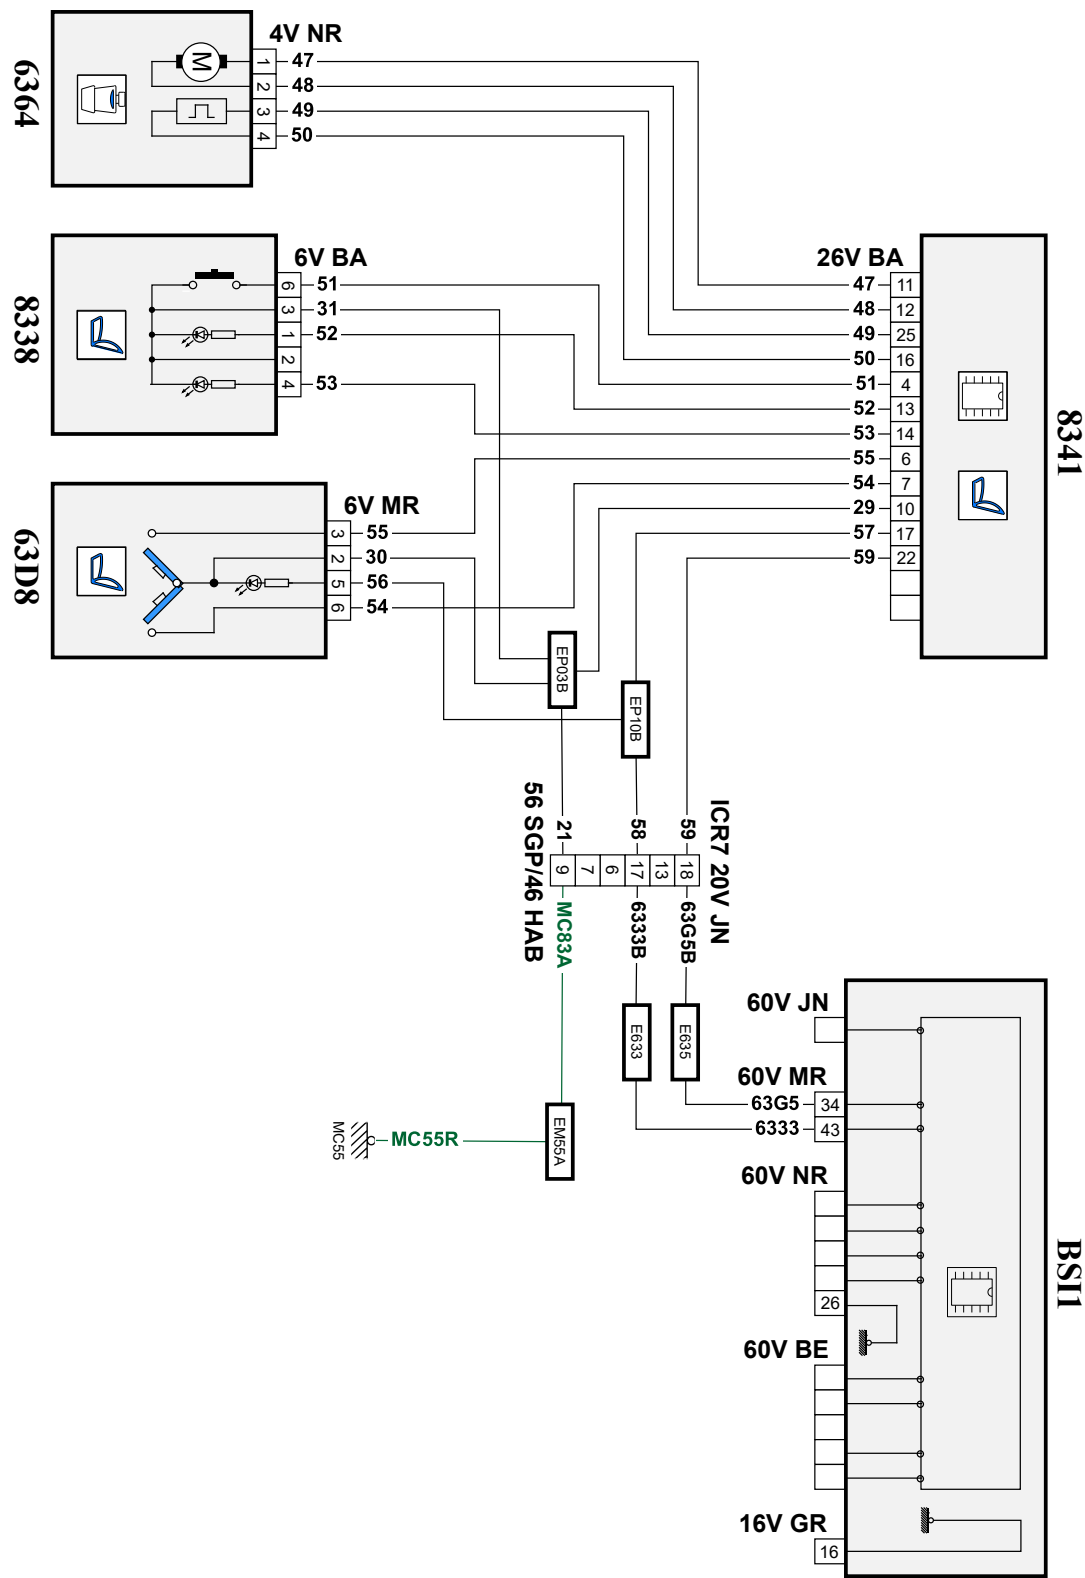 6364
4V NR
M
1 47
2 48
3 49
4 50
8338
6V BA
6 51
3 31
1 52
2
4 53
63D8
6V MR
3 55
2 30
5 56
6 54
8341
26V BA
47 11
48 12
49 25
50 16
51 4
52 13
53 14
55 6
54 7
29 10
57 17
59 22
EP03B
EP10B
ICR7 20V JN
56 SGP/46 HAB
21 9 MC83A
7
6
58 17 6333B
13
59 18 63G5B
E633
E635
EM55A
MC55R
MC55
BSI1
60V JN
60V MR
63G5 34
6333 43
60V NR
26
60V BE
16V GR
16